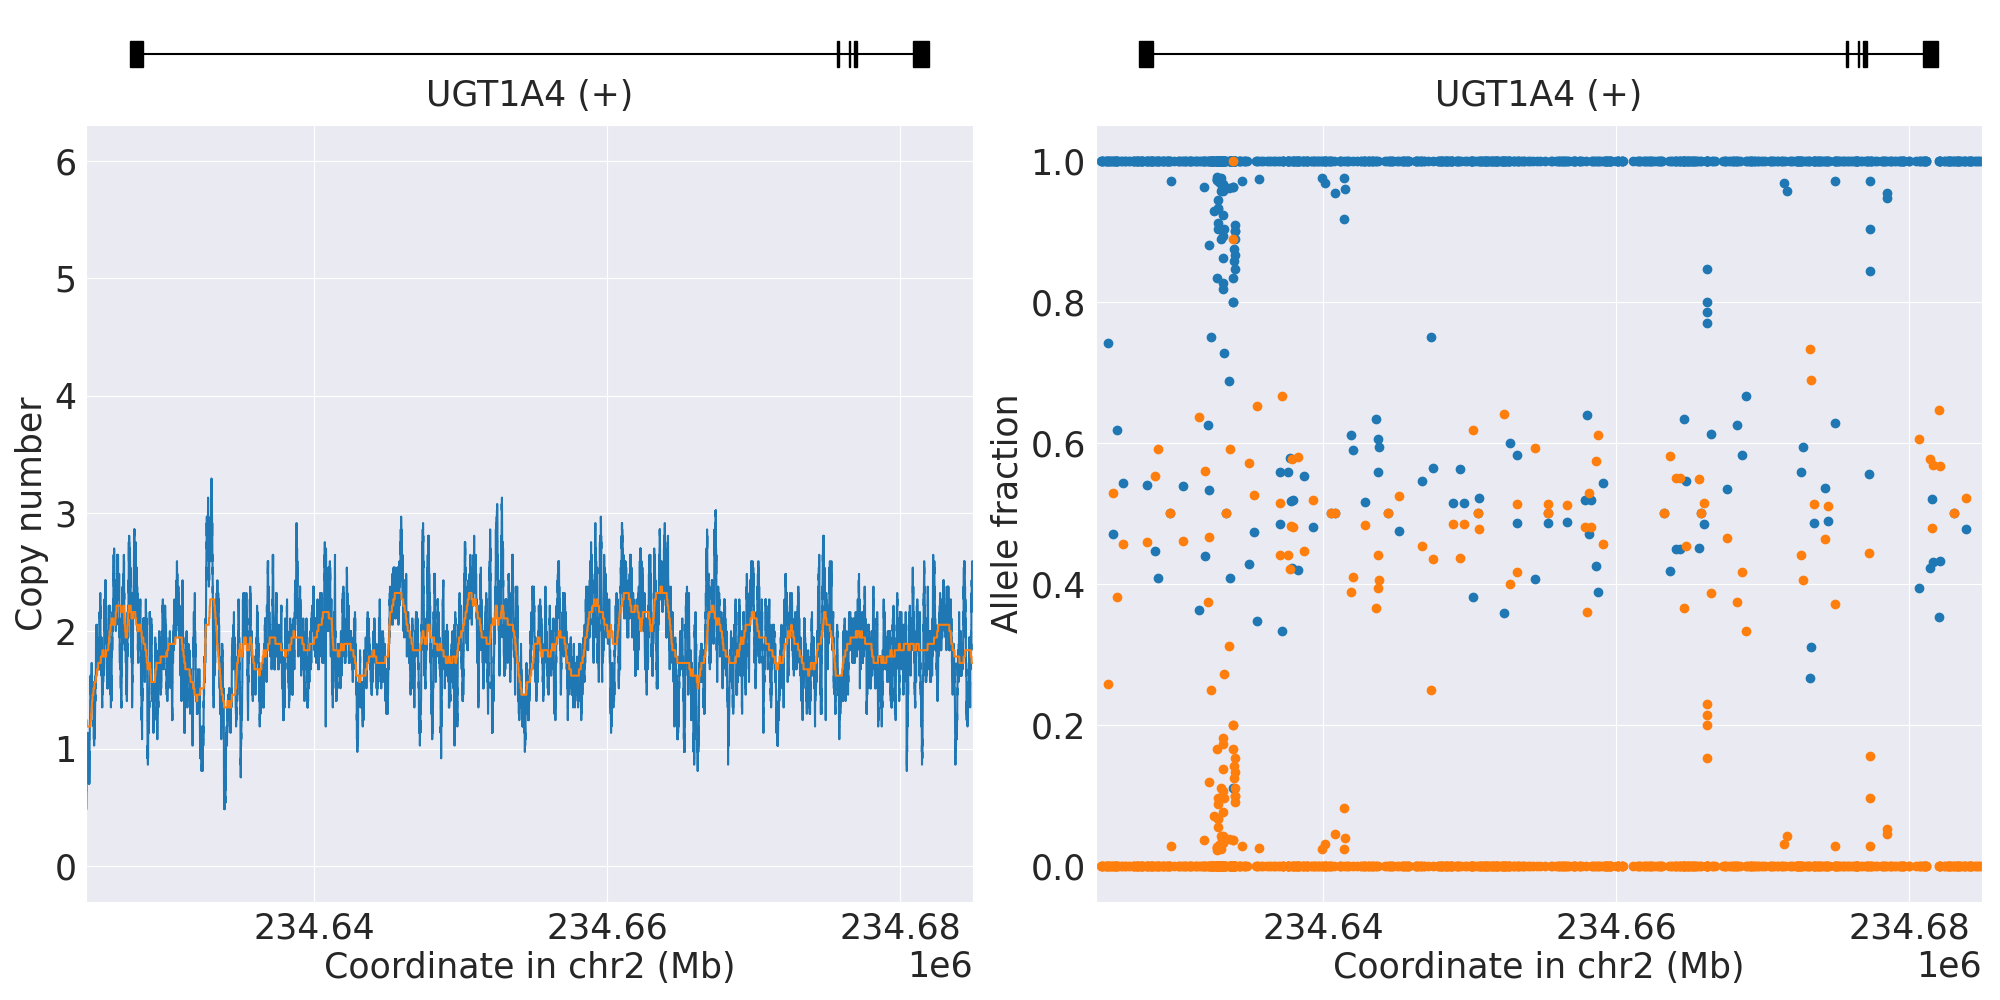 UGT1A4 (+)
6
5
4
3
2
1
0
Copy number
234.64 234.66 234.68
Coordinate in chr2 (Mb)
1e6
UGT1A4 (+)
1.0
0.8
0.6
0.4
0.2
0.0
Allele fraction
234.64 234.66 234.68
Coordinate in chr2 (Mb)
1e6